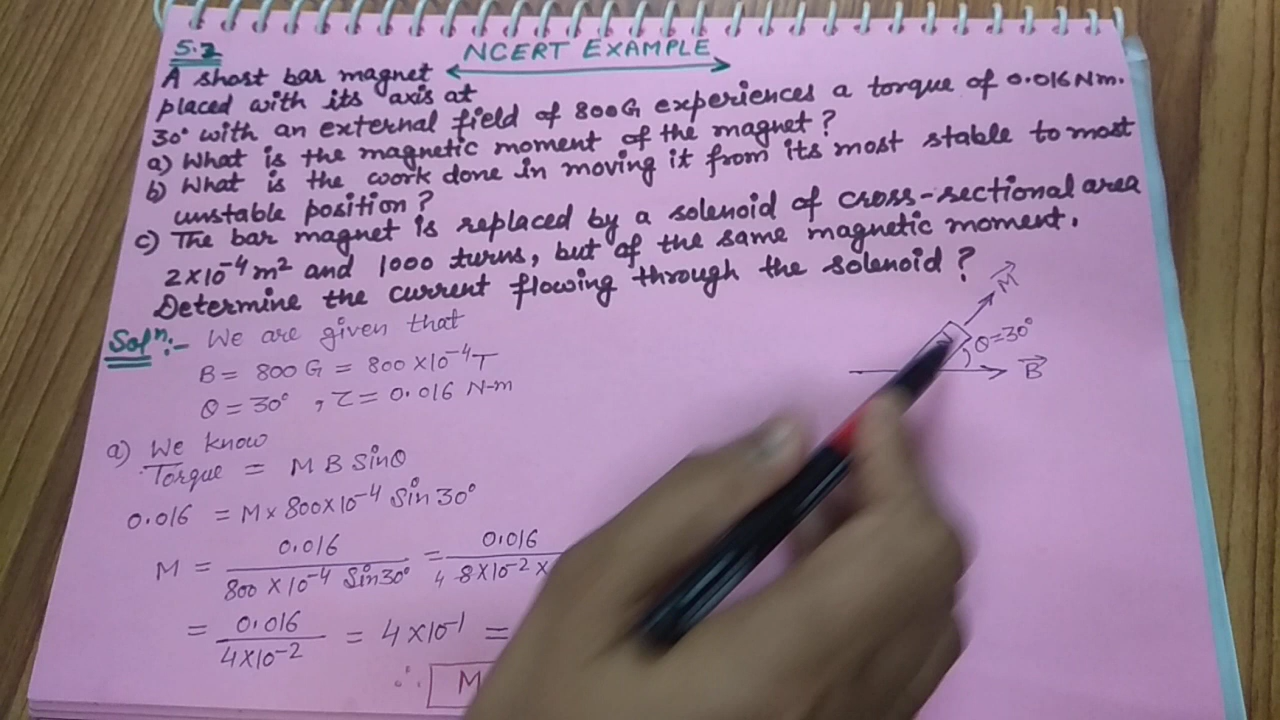 5.2
NCERT EXAMPLE
A short bar magnet
placed with its axis at
30° with an external field of 800G experiences a torque of 0.016 Nm.
a) What is the magnetic moment of the magnet?
b) What is the work done in moving it from its most stable to most
unstable position?
c) The bar magnet is replaced by a solenoid of cross-sectional area
2×10⁻⁴m² and 1000 turns, but of the same magnetic moment.
Determine the current flowing through the solenoid?
Solⁿ:- We are given that
B = 800 G = 800 ×10⁻⁴T
θ = 30° , τ = 0.016 N-m
M⃗
θ=30°
B⃗
a) We know
Torque = M B Sinθ
0.016 = M× 800×10⁻⁴ Sin 30°
M = 0.016 / 800 × 10⁻⁴ Sin30° = 0.016 / 4 8×10⁻² ×
= 0.016 / 4×10⁻² = 4×10⁻¹ =
∴ M